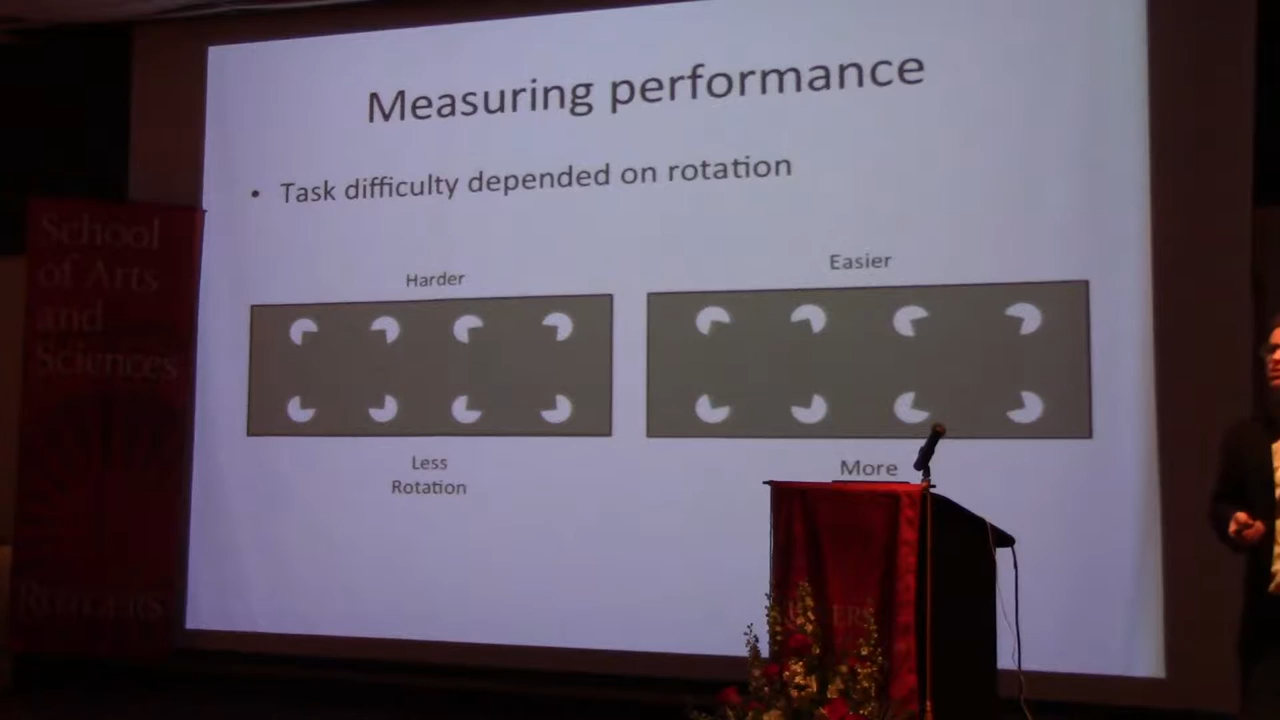 Measuring performance
• Task difficulty depended on rotation
Harder
Easier
Less
Rotation
More
School
of Arts
and
Sciences
RUTGERS